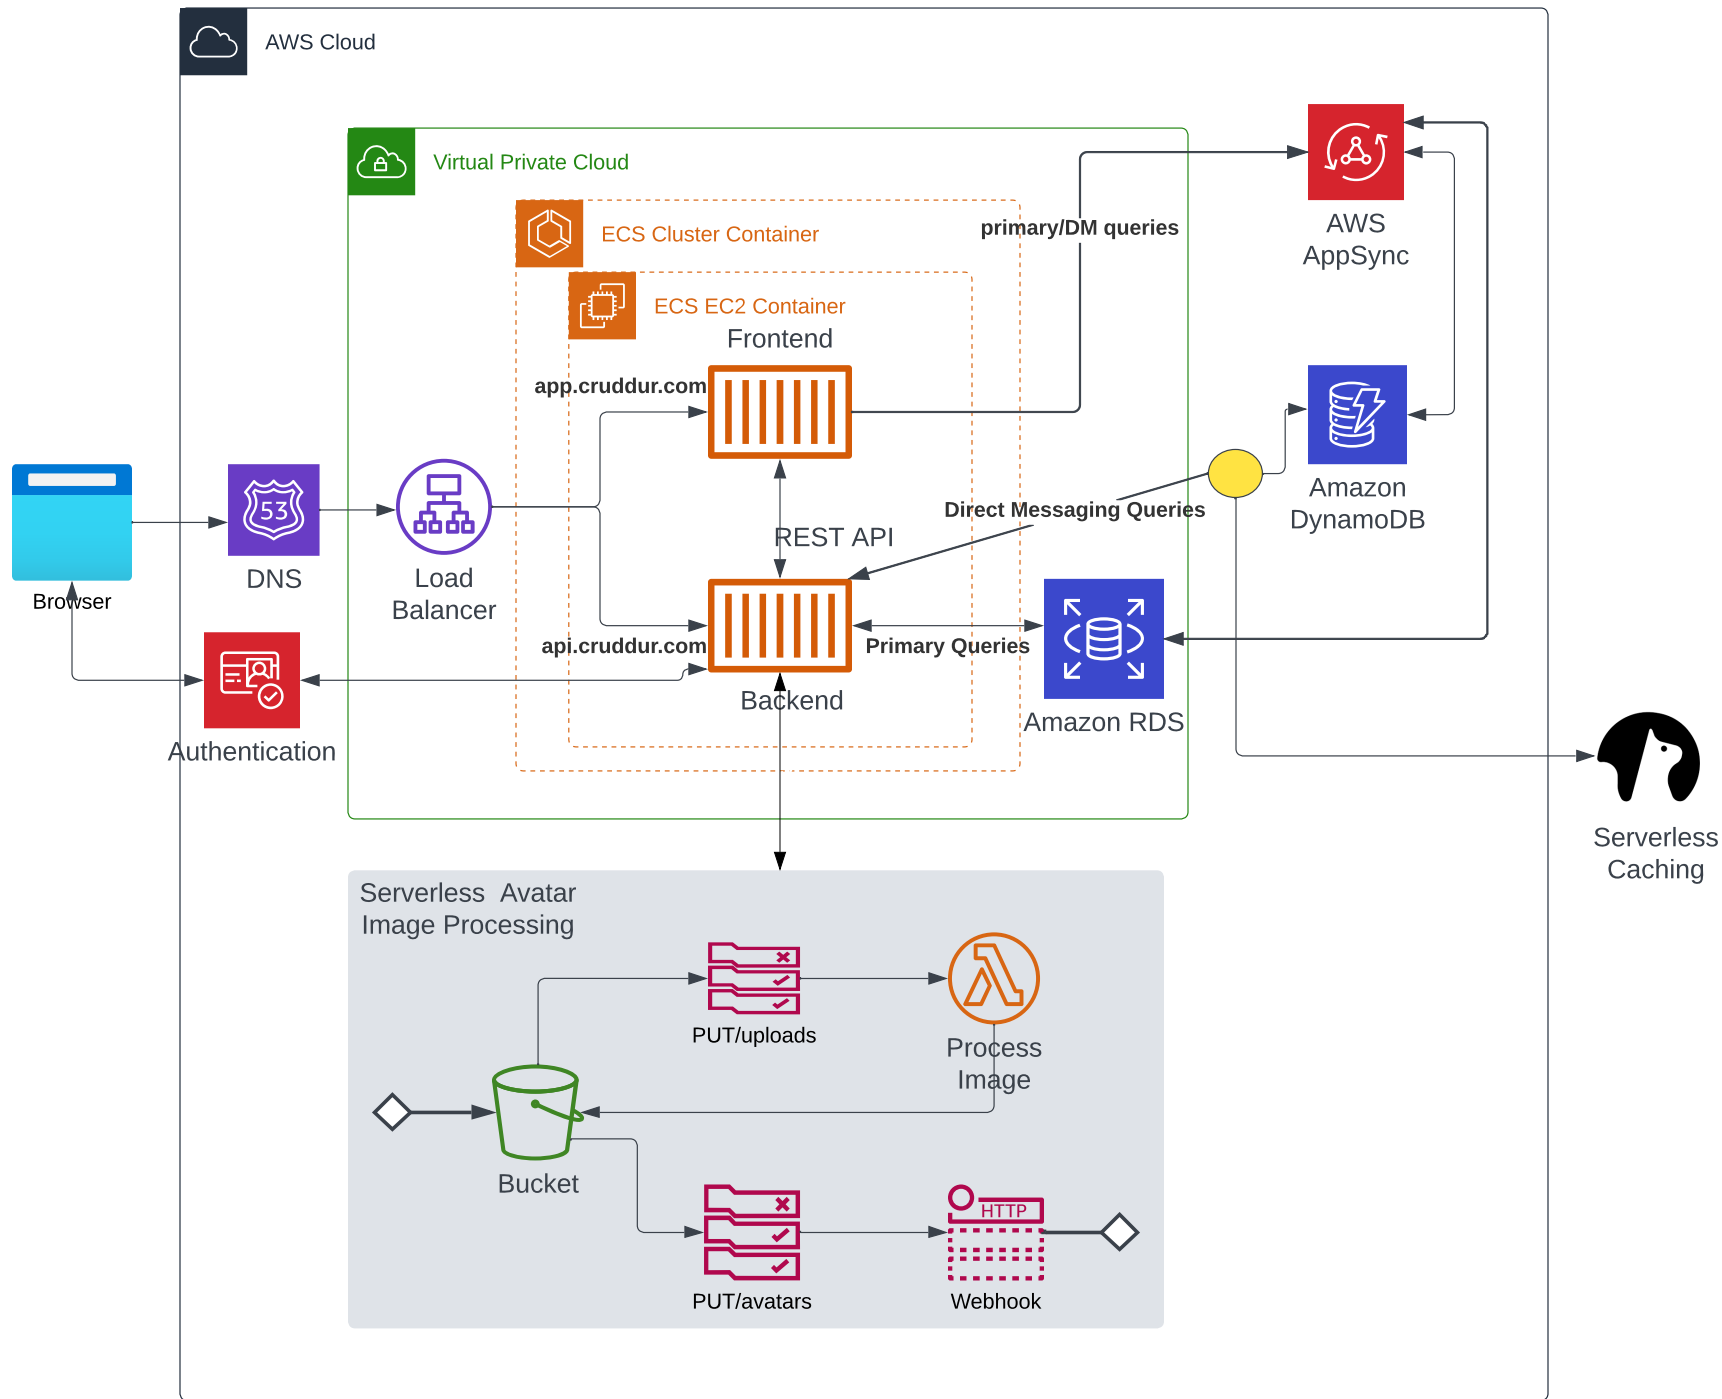 AWS Cloud
Virtual Private Cloud
ECS Cluster Container
primary/DM queries
AWS
AppSync
ECS EC2 Container
Frontend
app.cruddur.com
53
DNS
Load
Balancer
Browser
REST API
Direct Messaging Queries
Amazon
DynamoDB
api.cruddur.com
Primary Queries
Backend
Amazon RDS
Authentication
Serverless
Caching
Serverless Avatar
Image Processing
PUT/uploads
Process
Image
Bucket
HTTP
PUT/avatars
Webhook